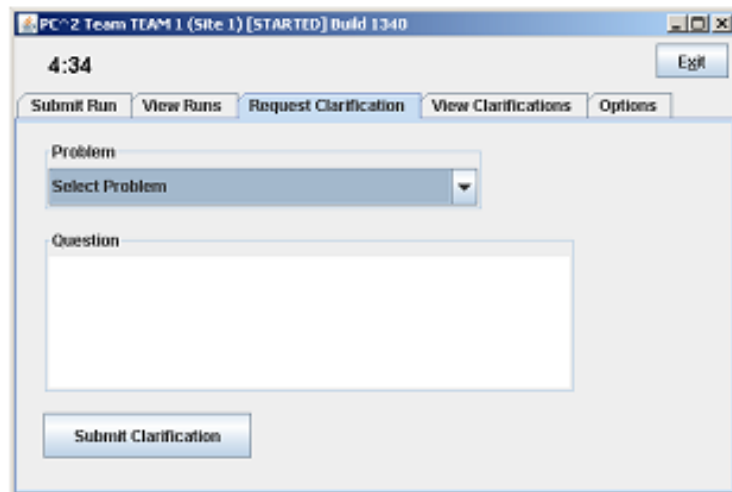 PC^2 Team TEAM 1 (Site 1) [STARTED] Build 1340
4:34
Exit
Submit Run View Runs Request Clarification View Clarifications Options
Problem
Select Problem
Question
Submit Clarification